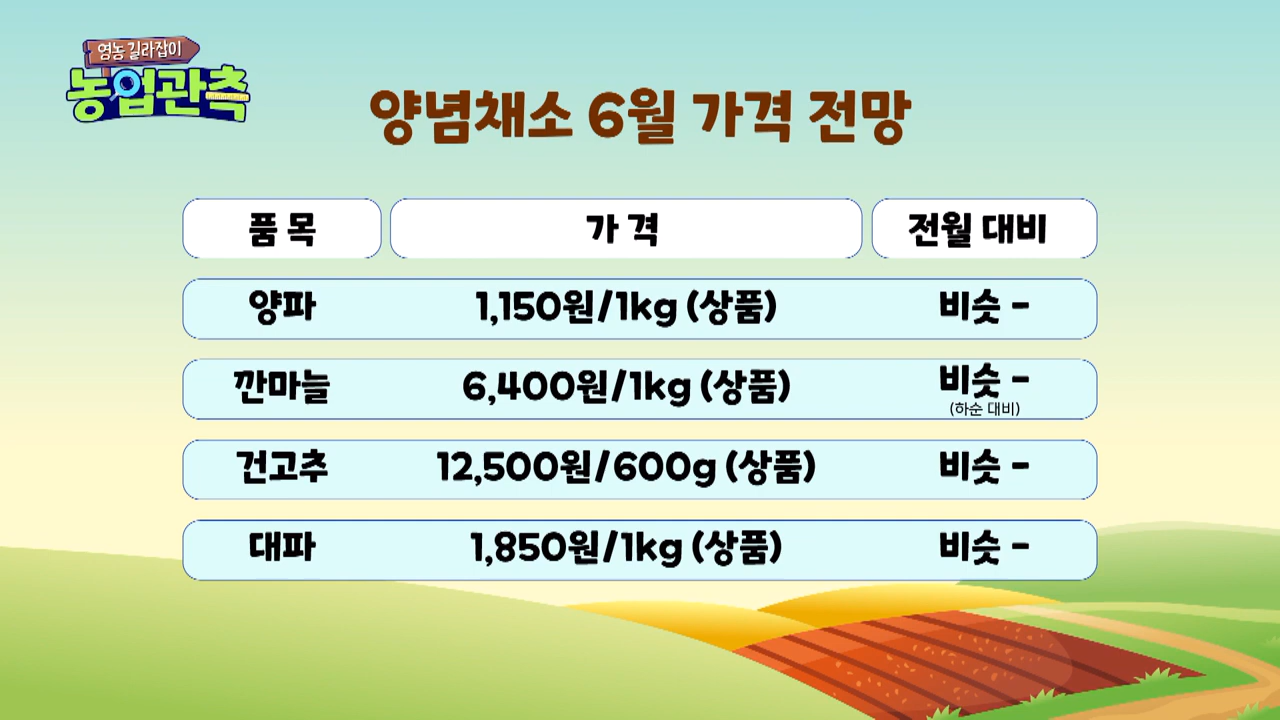 영농 길라잡이
농업관측
양념채소 6월 가격 전망
품 목 가 격 전월 대비
양파 1,150원/1kg (상품) 비슷 -
깐마늘 6,400원/1kg (상품) 비슷 -
(하순 대비)
건고추 12,500원/600g (상품) 비슷 -
대파 1,850원/1kg (상품) 비슷 -